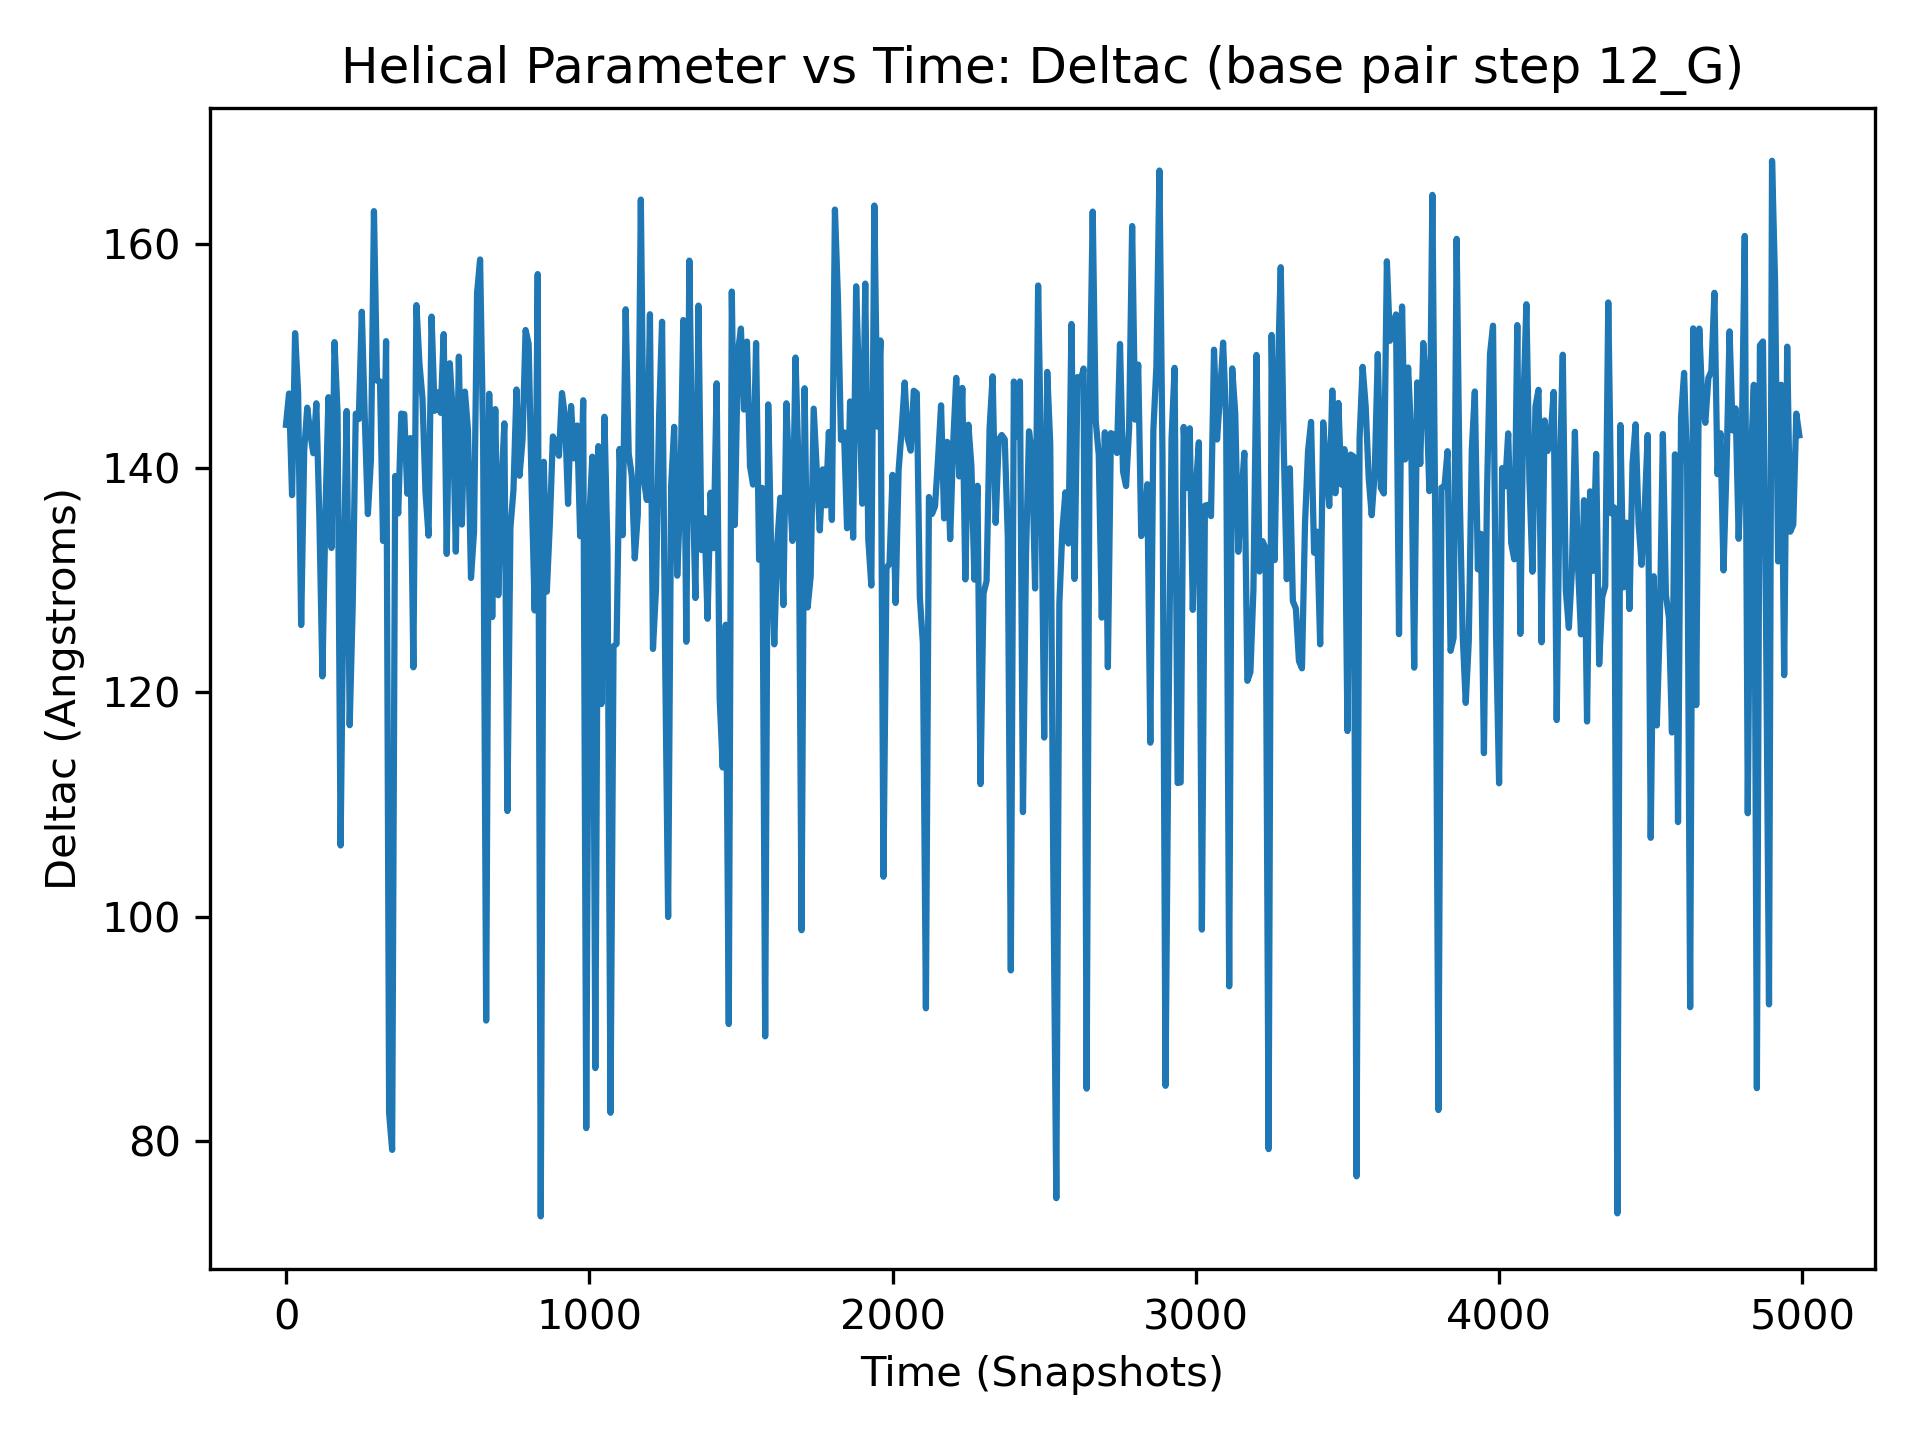 Helical Parameter vs Time: Deltac (base pair step 12_G)
Deltac (Angstroms)
160
140
120
100
80
0 1000 2000 3000 4000 5000
Time (Snapshots)